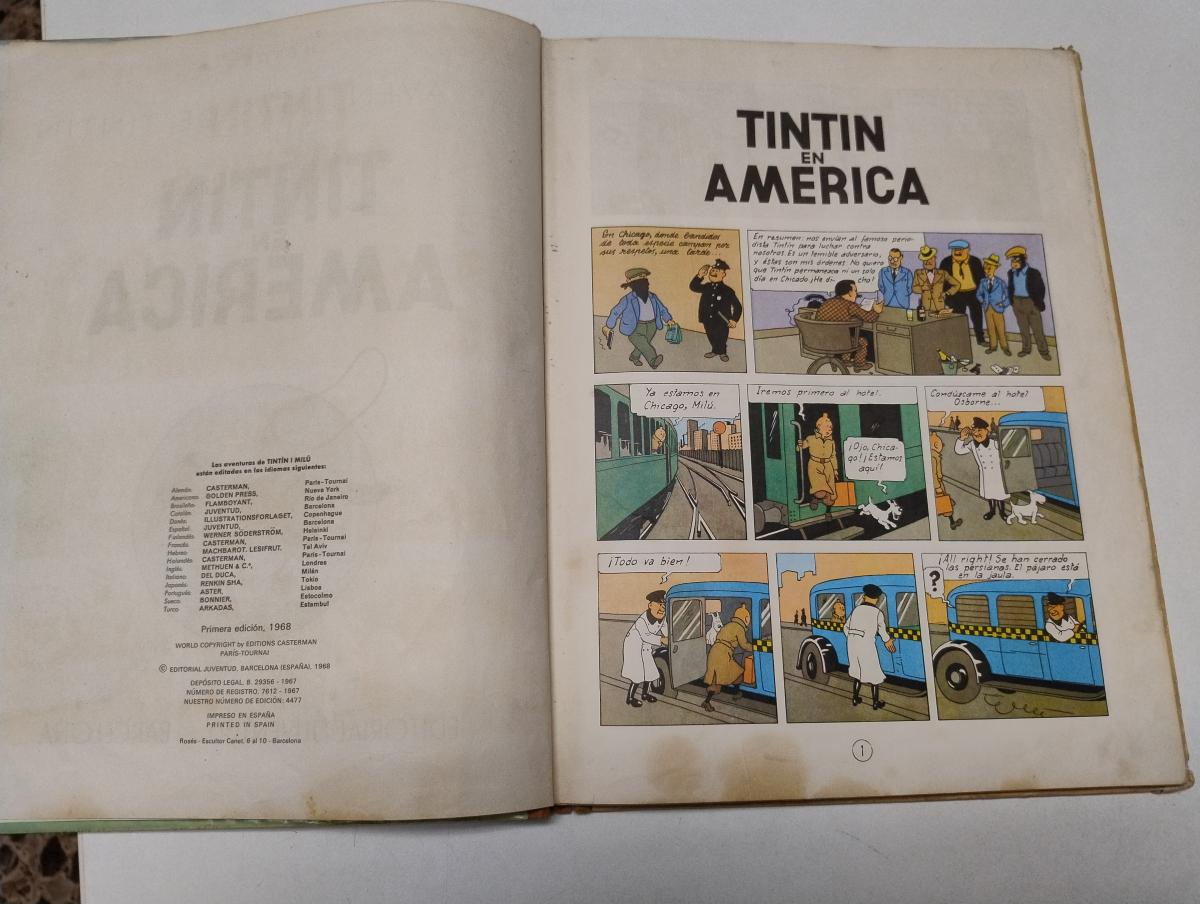 Las aventuras de TINTÍN I MILÚ
están editadas en los idiomas siguientes:
Alemán: CASTERMAN, París-Tournai
Americano: GOLDEN PRESS, Nueva York
Brasileño: FLAMBOYANT, Río de Janeiro
Catalán: JUVENTUD, Barcelona
Danés: ILLUSTRATIONSFORLAGET, Copenhague
Español: JUVENTUD, Barcelona
Finlandés: WERNER SÖDERSTRÖM, Helsinki
Francés: CASTERMAN, París-Tournai
Hebreo: MACHBAROT. LESIFRUT, Tel Aviv
Holandés: CASTERMAN, París-Tournai
Inglés: METHUEN & C.º, Londres
Italiano: DEL DUCA, Milán
Japonés: RENKIN SHA, Tokio
Portugués: ASTER, Lisboa
Sueco: BONNIER, Estocolmo
Turco ARKADAS, Estambul
Primera edición, 1968
WORLD COPYRIGHT by EDITIONS CASTERMAN
PARÍS-TOURNAI
© EDITORIAL JUVENTUD, BARCELONA (ESPAÑA), 1968
DEPÓSITO LEGAL, B. 29356 - 1967
NÚMERO DE REGISTRO, 7612 - 1967
NUESTRO NÚMERO DE EDICIÓN: 4477
IMPRESO EN ESPAÑA
PRINTED IN SPAIN
Rosés - Escultor Canet, 6 al 10 - Barcelona
TINTIN
EN
AMERICA
En Chicago, donde bandidos
de toda especie campan por
sus respetos, una tarde...
En resumen: nos envían al famoso perio-
dista Tintín para luchar contra
nosotros. Es un temible adversario,
y éstas son mis órdenes: No quiero
que Tintín permanezca ni un solo
día en Chicago ¡He di-
cho!
Ya estamos en
Chicago, Milú.
Iremos primero al hotel.
¡Ojo, Chica-
go! ¡Estamos
aquí!
Condúzcame al hotel
Osborne...
¡Todo va bien!
?
¡All right! Se han cerrado
las persianas. El pájaro está
en la jaula.
1